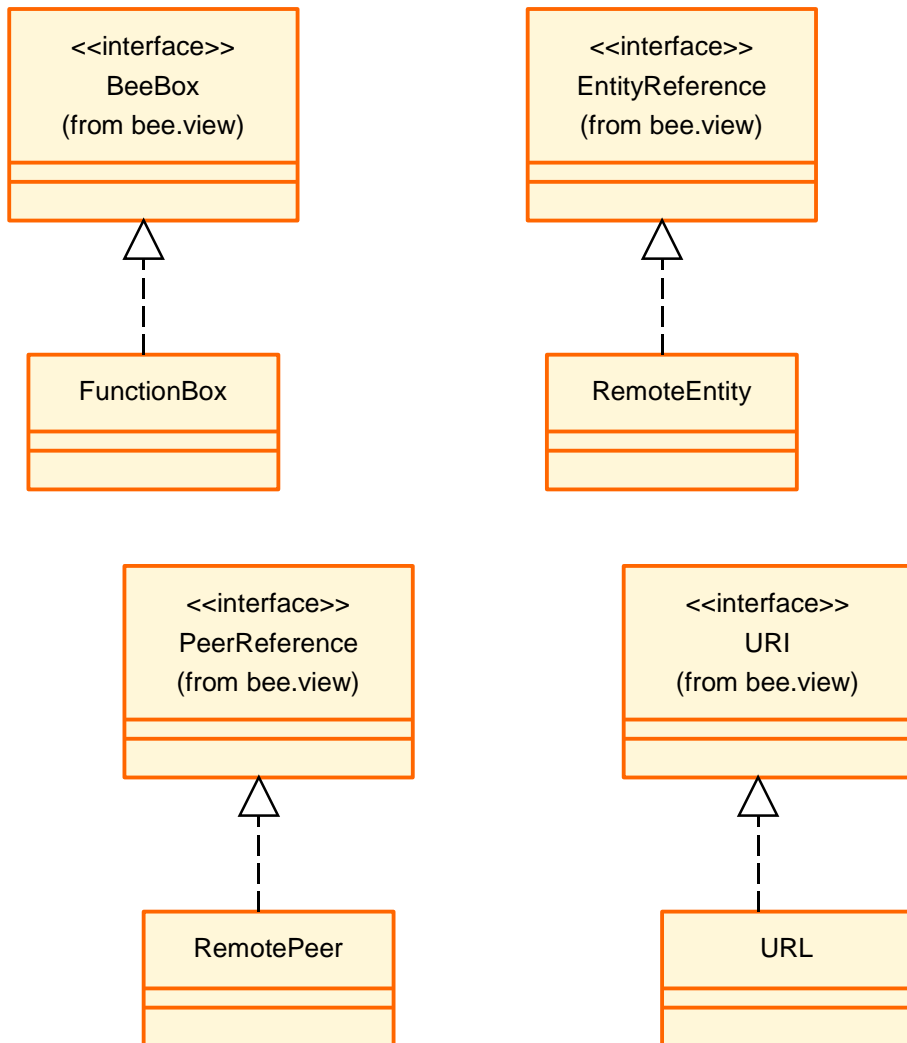 <<interface>>
BeeBox
(from bee.view)
<<interface>>
EntityReference
(from bee.view)
FunctionBox
RemoteEntity
<<interface>>
PeerReference
(from bee.view)
<<interface>>
URI
(from bee.view)
RemotePeer
URL